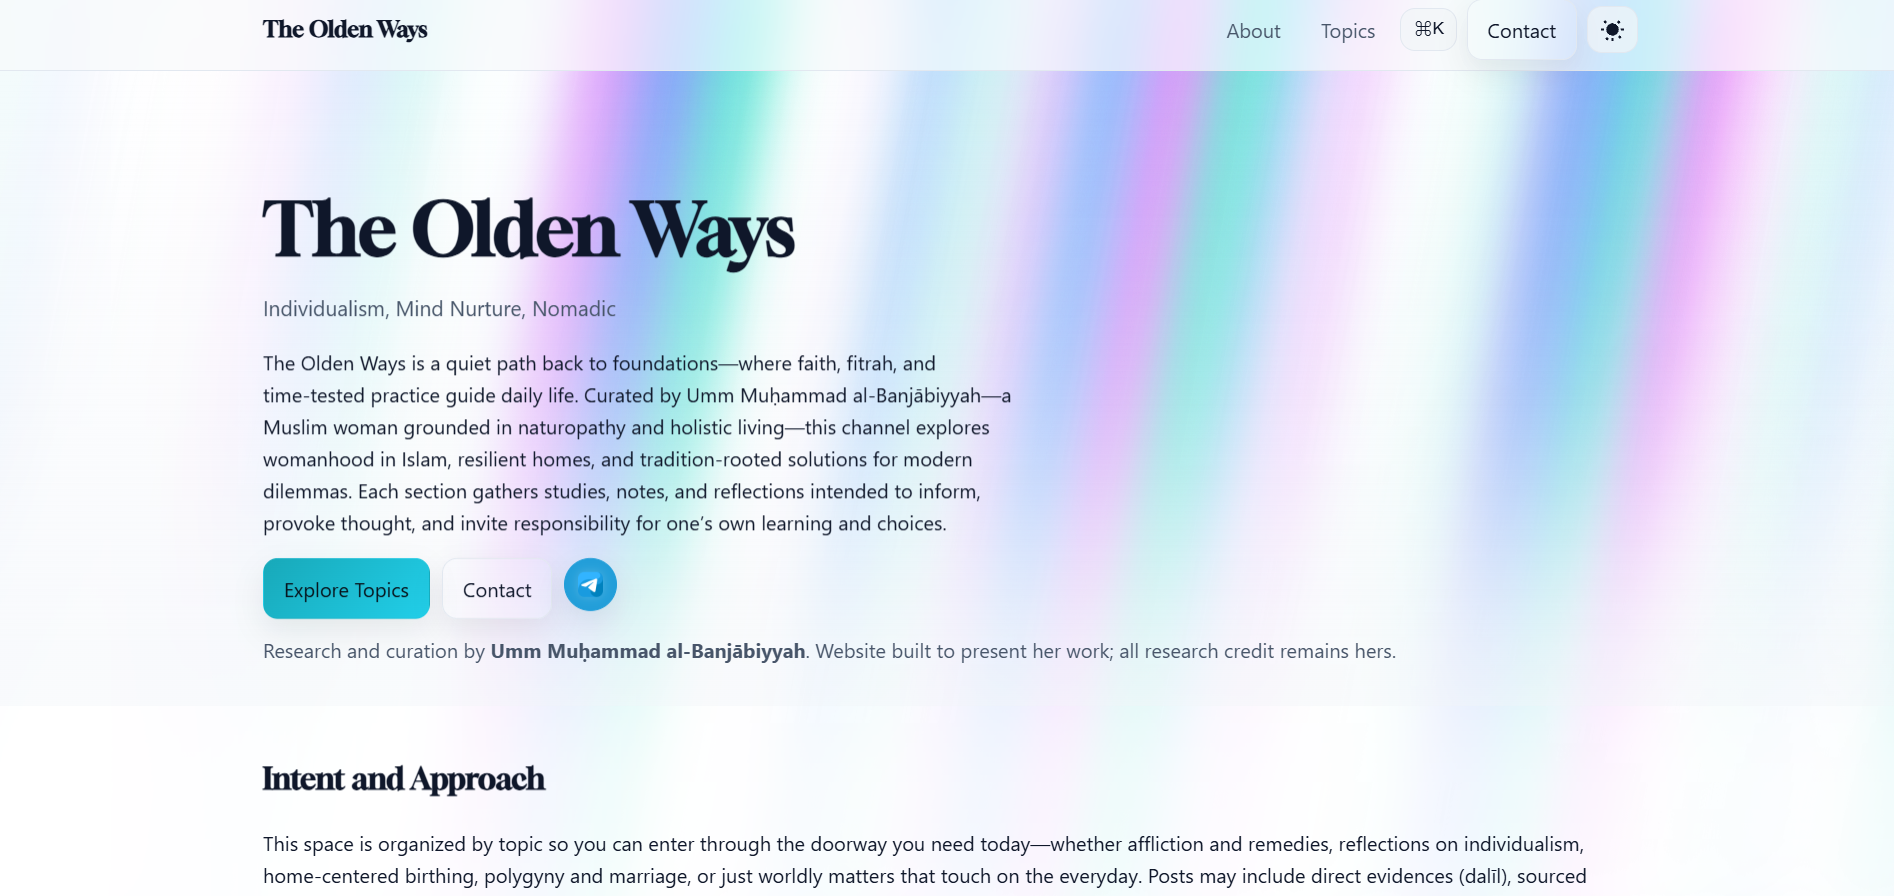 The Olden Ways
About
Topics
⌘K
Contact
The Olden Ways
Individualism, Mind Nurture, Nomadic
The Olden Ways is a quiet path back to foundations—where faith, fitrah, and
time-tested practice guide daily life. Curated by Umm Muḥammad al-Banjābiyyah—a
Muslim woman grounded in naturopathy and holistic living—this channel explores
womanhood in Islam, resilient homes, and tradition-rooted solutions for modern
dilemmas. Each section gathers studies, notes, and reflections intended to inform,
provoke thought, and invite responsibility for one’s own learning and choices.
Explore Topics
Contact
Research and curation by Umm Muḥammad al-Banjābiyyah. Website built to present her work; all research credit remains hers.
Intent and Approach
This space is organized by topic so you can enter through the doorway you need today—whether affliction and remedies, reflections on individualism,
home-centered birthing, polygyny and marriage, or just worldly matters that touch on the everyday. Posts may include direct evidences (dalīl), sourced